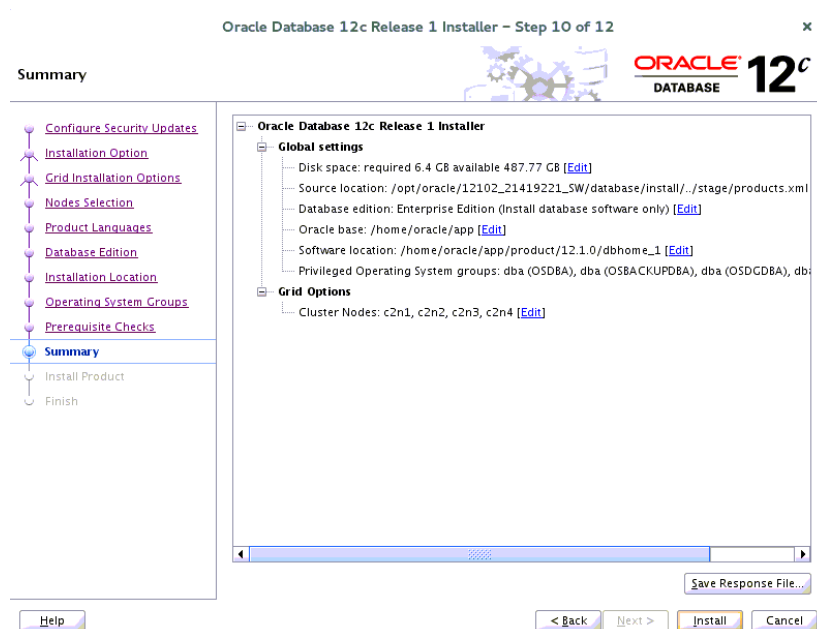 Oracle Database 12c Release 1 Installer – Step 10 of 12
Summary
ORACLE
DATABASE
12c
Configure Security Updates
Installation Option
Grid Installation Options
Nodes Selection
Product Languages
Database Edition
Installation Location
Operating System Groups
Prerequisite Checks
Summary
Install Product
Finish
Oracle Database 12c Release 1 Installer
Global settings
Disk space: required 6.4 GB available 487.77 GB [Edit]
Source location: /opt/oracle/12102_21419221_SW/database/install/../stage/products.xml
Database edition: Enterprise Edition (Install database software only) [Edit]
Oracle base: /home/oracle/app [Edit]
Software location: /home/oracle/app/product/12.1.0/dbhome_1 [Edit]
Privileged Operating System groups: dba (OSDBA), dba (OSBACKUPDBA), dba (OSDGDBA), db
Grid Options
Cluster Nodes: c2n1, c2n2, c2n3, c2n4 [Edit]
Save Response File...
Help
< Back
Next >
Install
Cancel